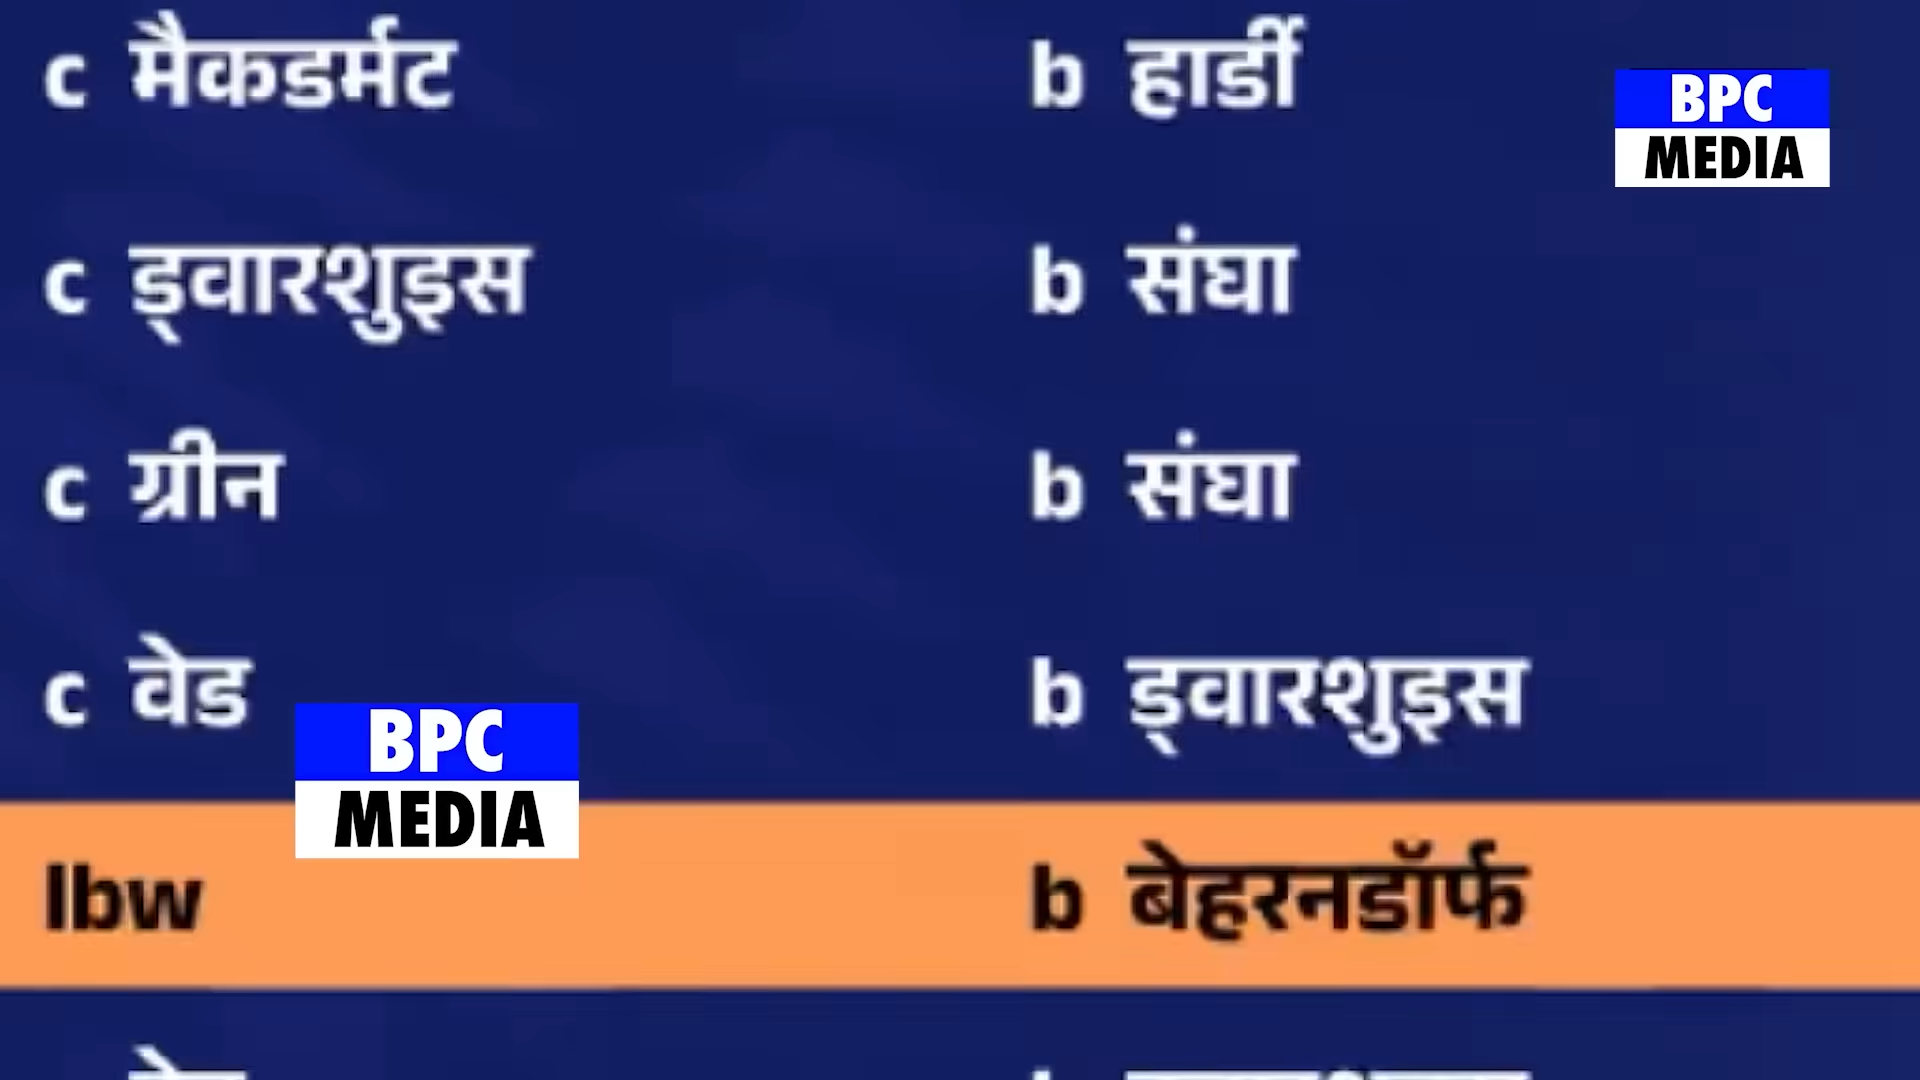 c मैकडर्मट b हार्डी
BPC
MEDIA
c ड्वारशुइस b संघा
c ग्रीन b संघा
c वेड b ड्वारशुइस
BPC
MEDIA
lbw b बेहरनडॉर्फ